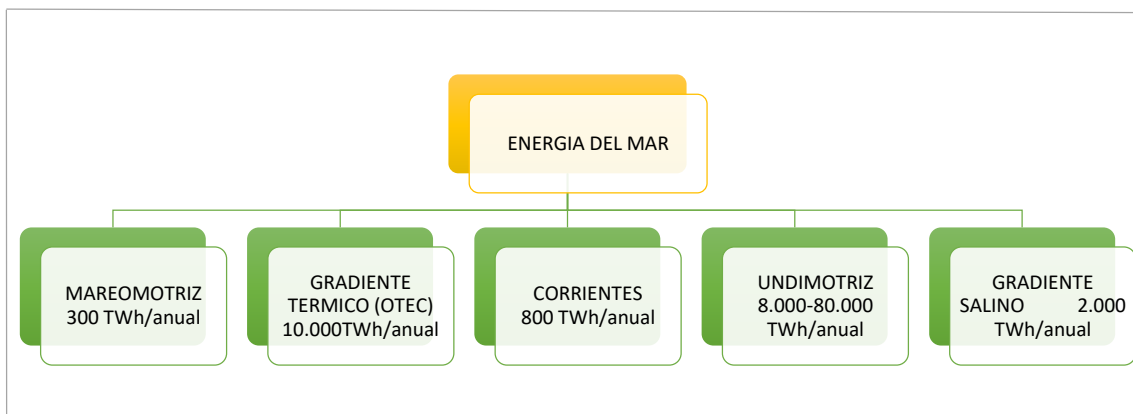 ENERGIA DEL MAR
MAREOMOTRIZ
300 TWh/anual
GRADIENTE
TERMICO (OTEC)
10.000TWh/anual
CORRIENTES
800 TWh/anual
UNDIMOTRIZ
8.000-80.000
TWh/anual
GRADIENTE
SALINO 2.000
TWh/anual